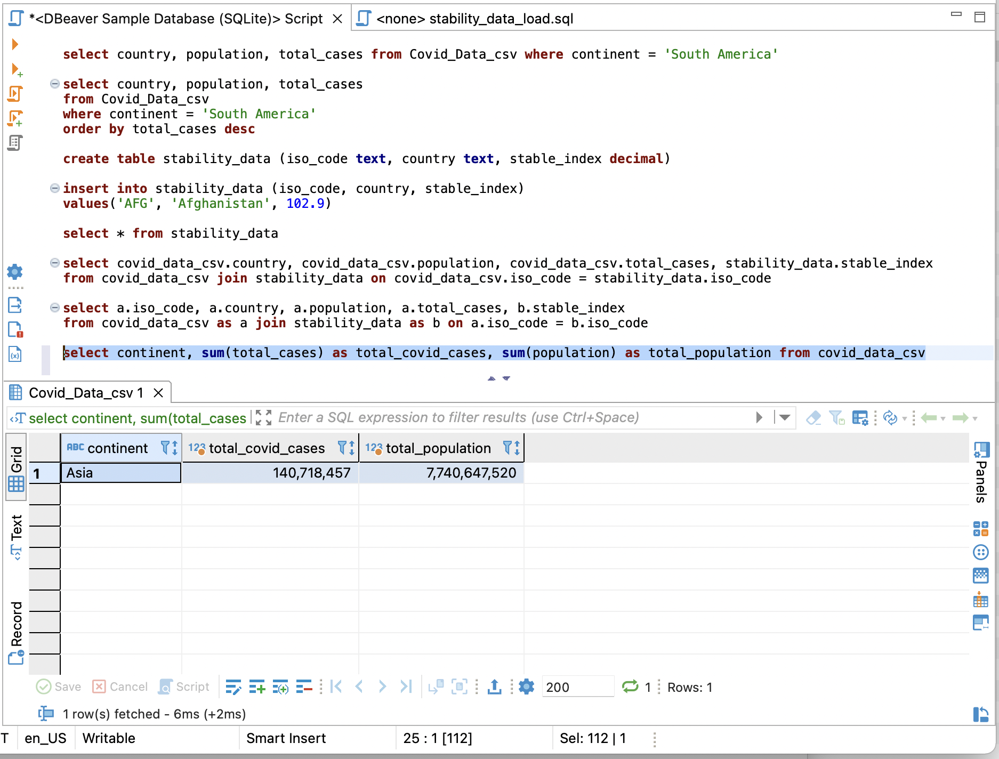 *<DBeaver Sample Database (SQLite)> Script
<none> stability_data_load.sql
select country, population, total_cases from Covid_Data_csv where continent = 'South America'
select country, population, total_cases
from Covid_Data_csv
where continent = 'South America'
order by total_cases desc
create table stability_data (iso_code text, country text, stable_index decimal)
insert into stability_data (iso_code, country, stable_index)
values('AFG', 'Afghanistan', 102.9)
select * from stability_data
select covid_data_csv.country, covid_data_csv.population, covid_data_csv.total_cases, stability_data.stable_index
from covid_data_csv join stability_data on covid_data_csv.iso_code = stability_data.iso_code
select a.iso_code, a.country, a.population, a.total_cases, b.stable_index
from covid_data_csv as a join stability_data as b on a.iso_code = b.iso_code
select continent, sum(total_cases) as total_covid_cases, sum(population) as total_population from covid_data_csv
Covid_Data_csv 1
select continent, sum(total_cases
Enter a SQL expression to filter results (use Ctrl+Space)
Grid
Text
Record
Panels
ABC continent 123 total_covid_cases 123 total_population
1 Asia 140,718,457 7,740,647,520
Save Cancel Script 200 1 Rows: 1
1 row(s) fetched - 6ms (+2ms)
T en_US Writable Smart Insert 25 : 1 [112] Sel: 112 | 1